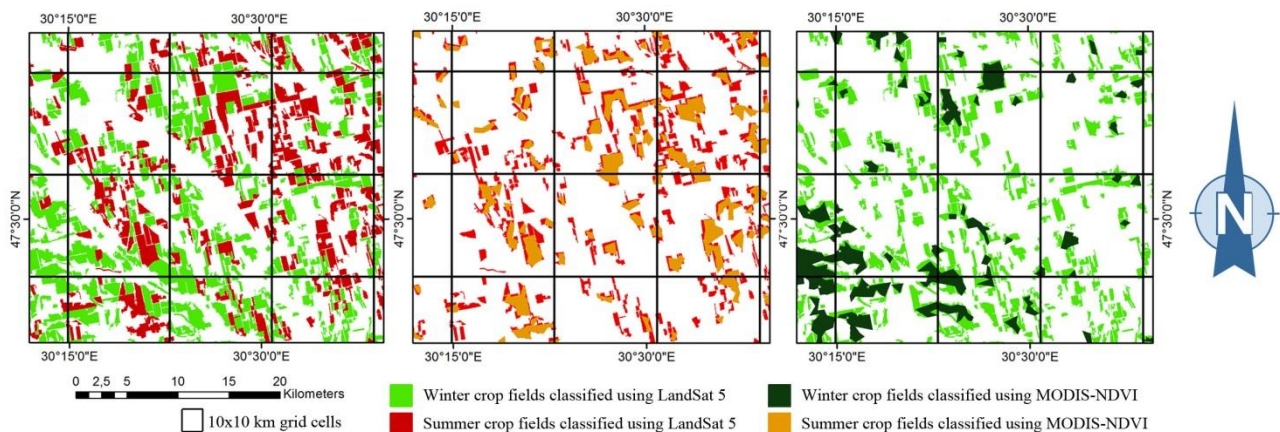 30°15'0"E 30°30'0"E 30°15'0"E 30°30'0"E 30°15'0"E 30°30'0"E
47°30'0"N 47°30'0"N 47°30'0"N 47°30'0"N
N
30°15'0"E 30°30'0"E 30°15'0"E 30°30'0"E 30°15'0"E 30°30'0"E
0 2,5 5 10 15 20
Kilometers
10x10 km grid cells
Winter crop fields classified using LandSat 5
Summer crop fields classified using LandSat 5
Winter crop fields classified using MODIS-NDVI
Summer crop fields classified using MODIS-NDVI